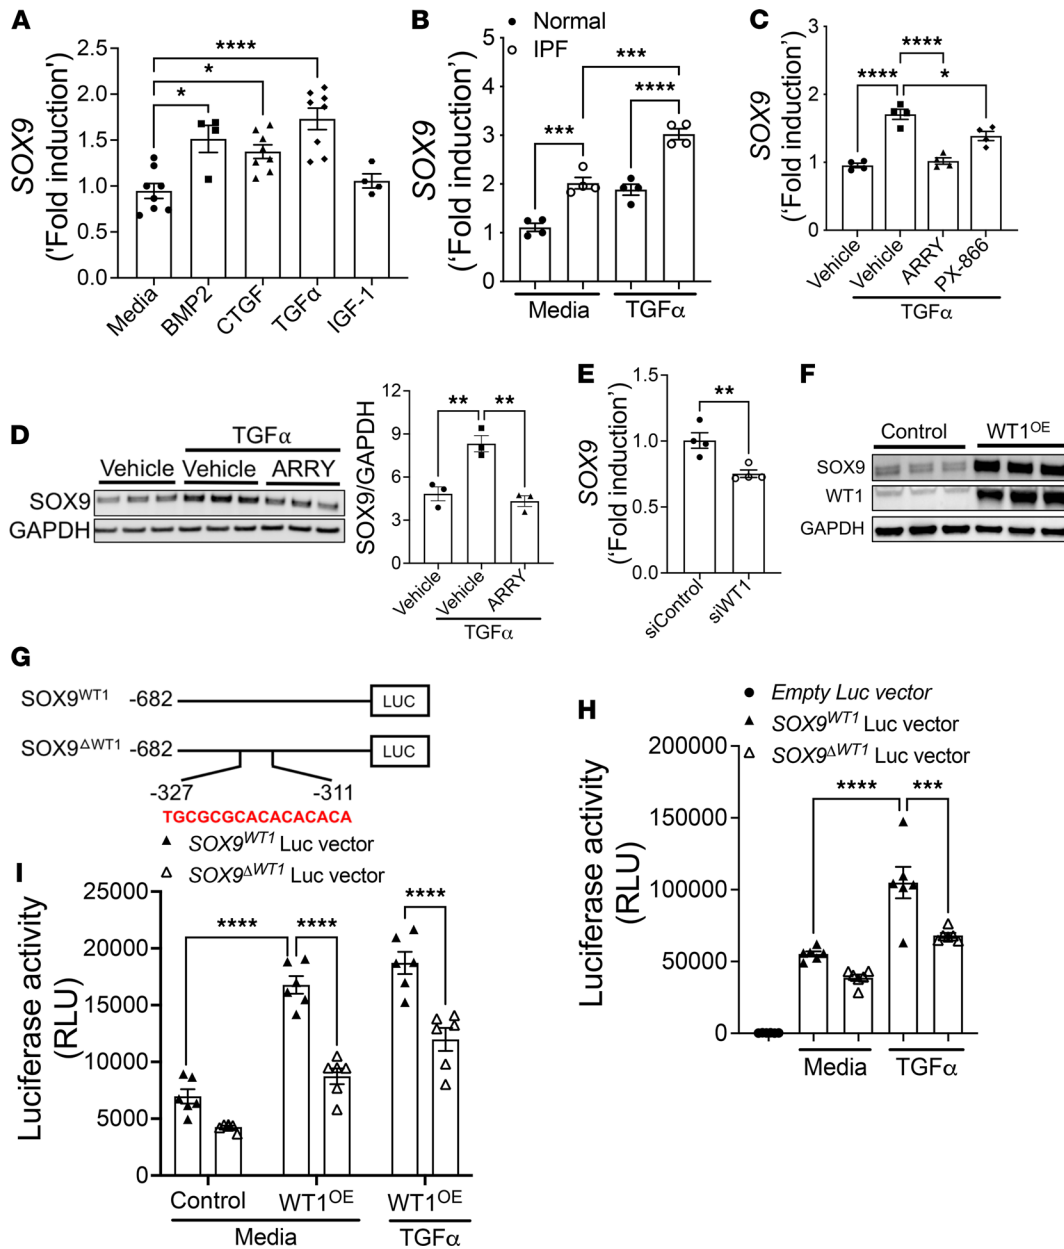 A
SOX9
('Fold induction')
2.5
2.0
1.5
1.0
0.5
0.0
****
*
*
Media
BMP2
CTGF
TGFα
IGF-1
B
Normal
IPF
SOX9
(‘Fold induction’)
5
4
3
2
1
0
***
****
***
Media
TGFα
C
SOX9
(‘Fold induction’)
3
2
1
0
****
****
*
Vehicle
Vehicle
ARRY
PX-866
TGFα
D
TGFα
Vehicle
Vehicle
ARRY
SOX9
GAPDH
SOX9/GAPDH
12
9
6
3
0
**
**
Vehicle
Vehicle
ARRY
TGFα
E
SOX9
(‘Fold induction’)
1.5
1.0
0.5
0.0
**
siControl
siWT1
F
Control
WT1OE
SOX9
WT1
GAPDH
G
SOX9WT1 -682
LUC
SOX9ΔWT1 -682
LUC
-327
-311
TGCGCGCACACACACA
H
Empty Luc vector
SOX9WT1 Luc vector
SOX9ΔWT1 Luc vector
Luciferase activity
(RLU)
200000
150000
100000
50000
0
****
***
Media
TGFα
I
SOX9WT1 Luc vector
SOX9ΔWT1 Luc vector
Luciferase activity
(RLU)
25000
20000
15000
10000
5000
0
****
****
****
Control
WT1OE
WT1OE
Media
TGFα